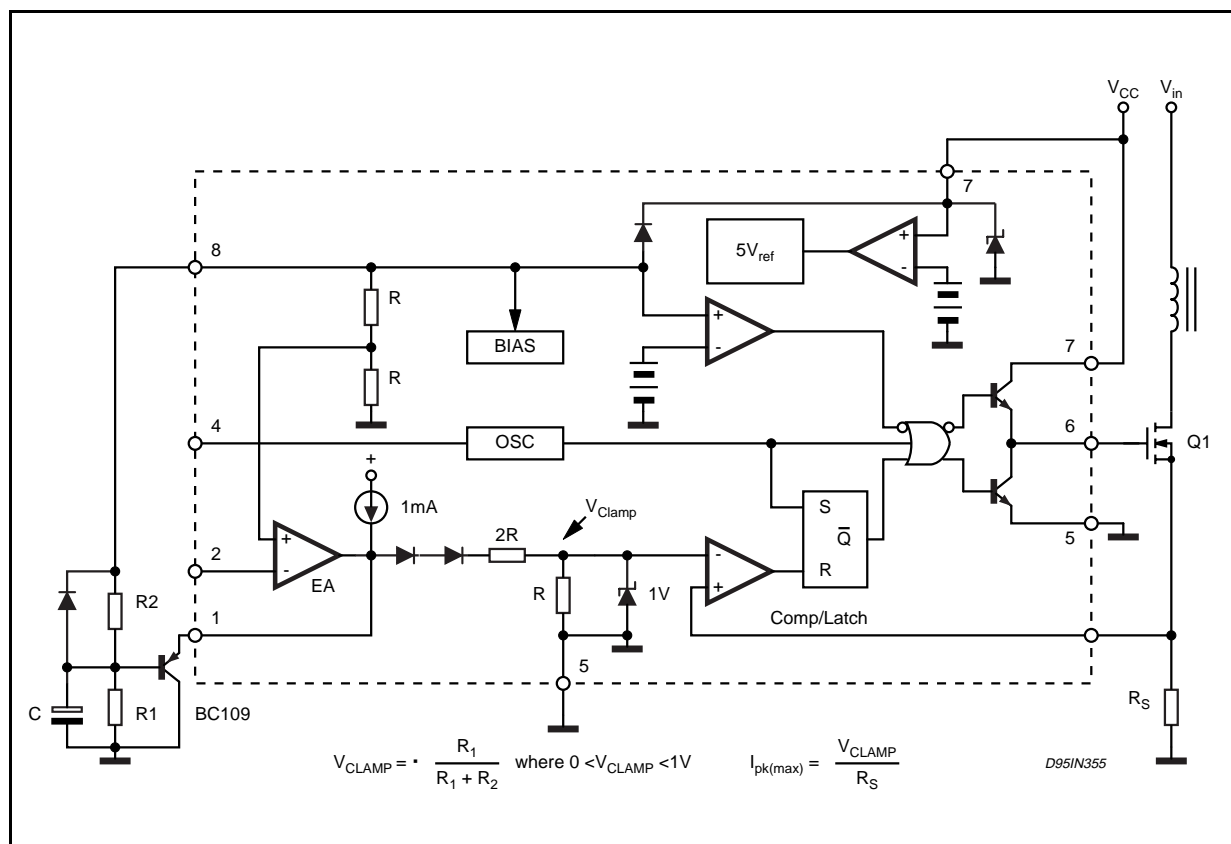 VCC Vin
7
8
5Vref
+
-
R
+
-
BIAS
R
7
4
OSC
6
Q1
+
1mA
VClamp
S
2R
Q̅
5
2
+
-
EA
-
R
R
1V
+
R2
Comp/Latch
1
5
C
R1
BC109
RS
VCLAMP = · R1 / R1 + R2 where 0 <VCLAMP <1V Ipk(max) = VCLAMP / RS
D95IN355